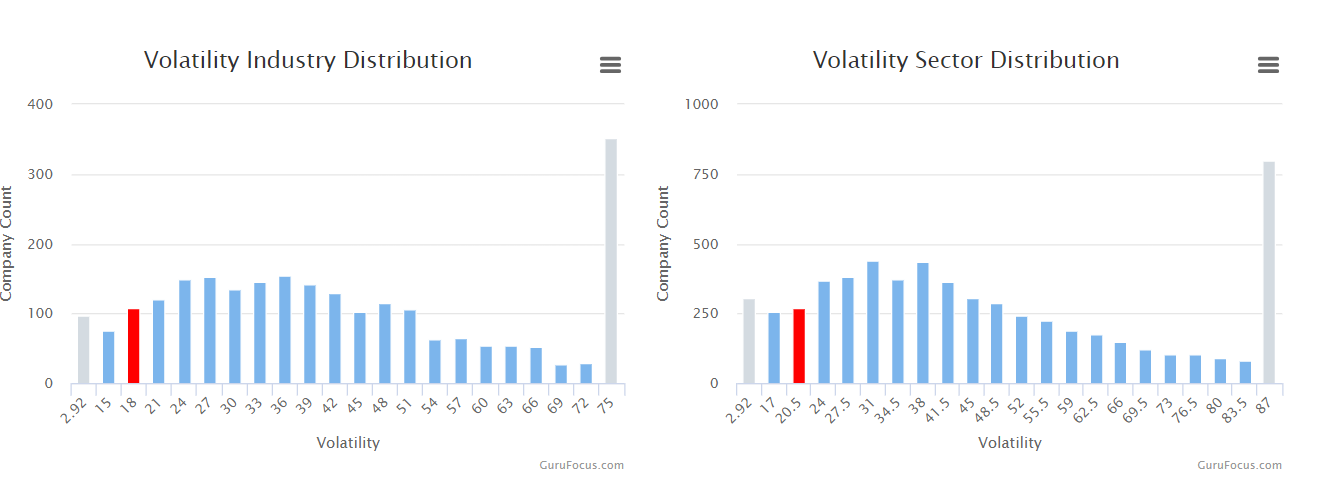 Volatility Industry Distribution
400
300
200
100
0
Company Count
2.92 15 18 21 24 27 30 33 36 39 42 45 48 51 54 57 60 63 66 69 72 75
Volatility
GuruFocus.com
Volatility Sector Distribution
1000
750
500
250
0
Company Count
2.92 17 20.5 24 27.5 31 34.5 38 41.5 45 48.5 52 55.5 59 62.5 66 69.5 73 76.5 80 83.5 87
Volatility
GuruFocus.com